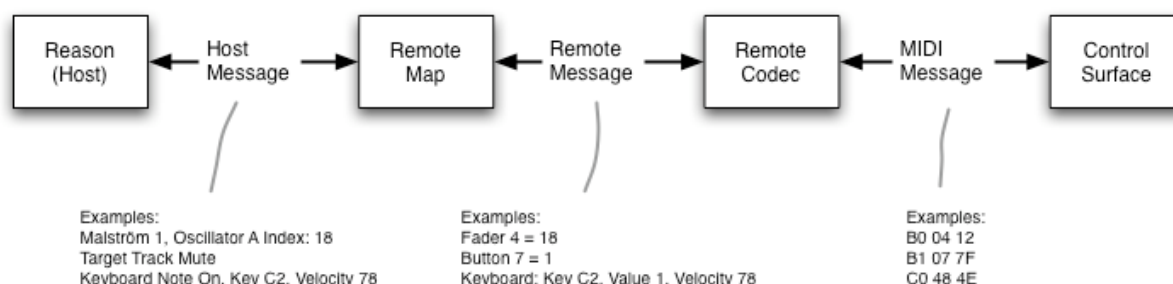 Reason
(Host)
Host
Message
Remote
Map
Remote
Message
Remote
Codec
MIDI
Message
Control
Surface
Examples:
Malström 1, Oscillator A Index: 18
Target Track Mute
Keyboard Note On, Key C2, Velocity 78
Examples:
Fader 4 = 18
Button 7 = 1
Keyboard: Key C2, Value 1, Velocity 78
Examples:
B0 04 12
B1 07 7F
C0 48 4E